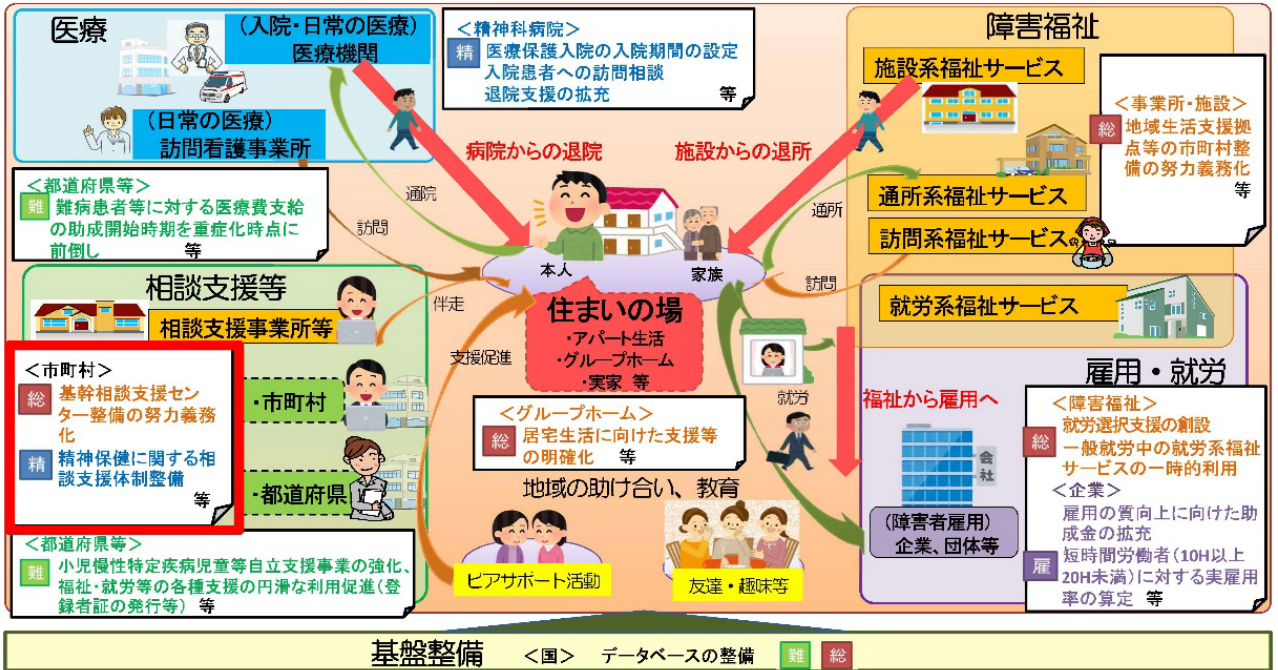 医療
(入院・日常の医療)
医療機関
(日常の医療)
訪問看護事業所
<精神科病院>
精 医療保護入院の入院期間の設定
入院患者への訪問相談
退院支援の拡充 等
障害福祉
施設系福祉サービス
<事業所・施設>
総 地域生活支援拠
点等の市町村整
備の努力義務化
等
通所系福祉サービス
訪問系福祉サービス
就労系福祉サービス
病院からの退院
施設からの退所
通院
訪問
通所
訪問
<都道府県等>
難 難病患者等に対する医療費支給
の助成開始時期を重症化時点に
前倒し 等
本人
家族
住まいの場
・アパート生活
・グループホーム
・実家 等
相談支援等
相談支援事業所等
伴走
支援促進
<市町村>
総 基幹相談支援セン
ター整備の努力義務
化
精 精神保健に関する相
談支援体制整備
等
・市町村
・都道府県
<都道府県等>
難 小児慢性特定疾病児童等自立支援事業の強化、
福祉・就労等の各種支援の円滑な利用促進(登
録者証の発行等) 等
<グループホーム>
総 居宅生活に向けた支援等
の明確化 等
地域の助け合い、教育
ピアサポート活動
友達・趣味等
就労
福祉から雇用へ
雇用・就労
会
社
(障害者雇用)
企業、団体等
<障害福祉>
総 就労選択支援の創設
一般就労中の就労系福祉
サービスの一時的利用
<企業>
雇用の質向上に向けた助
成金の拡充
雇 短時間労働者(10H以上
20H未満)に対する実雇用
率の算定 等
基盤整備 <国> データベースの整備 難 総